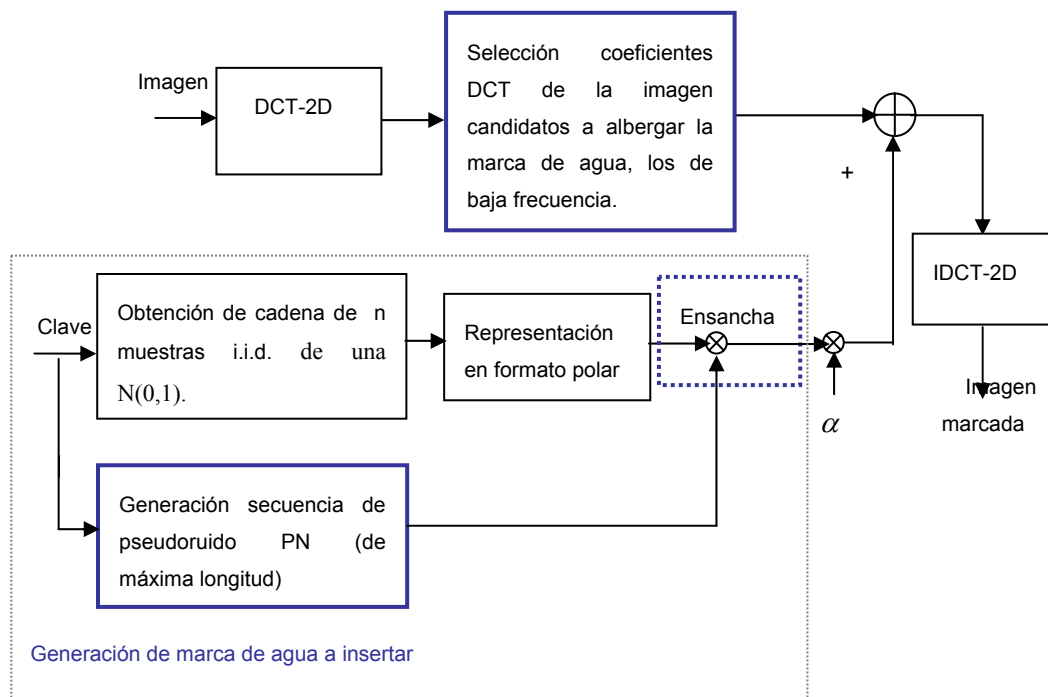 Imagen
DCT-2D
Selección coeficientes
DCT de la imagen
candidatos a albergar la
marca de agua, los de
baja frecuencia.
+
IDCT-2D
Imagen
marcada
Clave
Obtención de cadena de n
muestras i.i.d. de una
N(0,1).
Representación
en formato polar
Ensancha
α
Generación secuencia de
pseudoruido PN (de
máxima longitud)
Generación de marca de agua a insertar